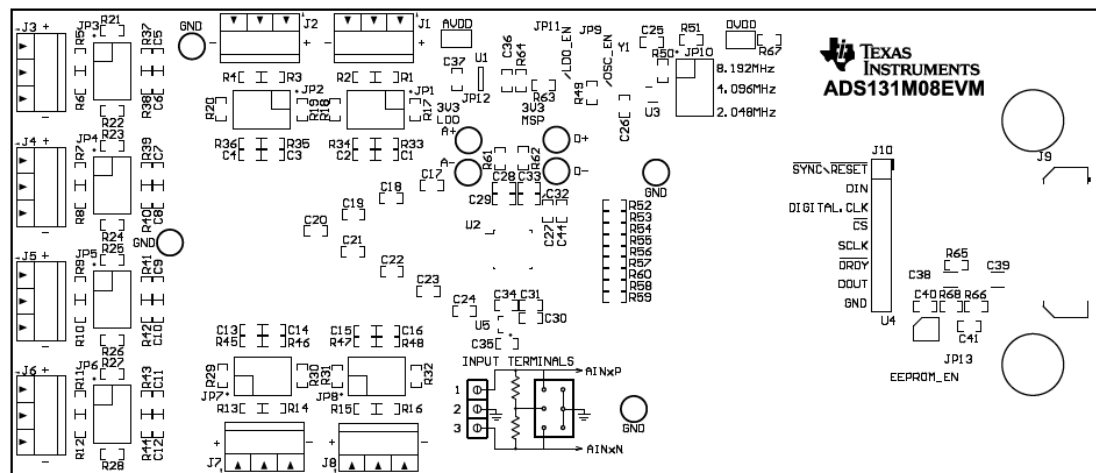 J3 +
JP3
R21
R37
C5
R5
R6
R38
C6
R22
GND
J2
+
-
J1
+
-
R4
R3
R2
R1
JP2
JP1
R20
R19
R18
R17
R36
R35
R34
R33
C4
C3
C2
C1
AVDD
C37
U1
JP12
C36
R64
JP11
LDO_EN
JP9
OSC_EN
R63
R49
Y1
C25
R51
DVDD
R67
R50
JP10
8.192MHz
4.096MHz
2.048MHz
U3
C26
3V3
LDO
3V3
MSP
A+
A-
D+
D-
R61
R62
GND
TEXAS
INSTRUMENTS
ADS131M08EVM
J4 +
JP4
R23
R39
C7
R7
R8
R40
C8
R24
GND
C17
C18
C19
C20
C21
C22
C23
C24
C28
C33
C29
C32
C27
C44
U2
R52
R53
R54
R55
R56
R57
R60
R58
R59
J10
SYNC\RESET
DIN
DIGITAL.CLK
CS
SCLK
DRDY
DOUT
GND
U4
J9
R65
C38
C39
C40
R68
R66
C41
JP13
EEPROM_EN
J5
+
JP5
R25
R41
C9
R9
R10
R42
C10
R26
C34
C31
C30
U5
C35
C13
C14
R45
R46
C15
C16
R47
R48
R29
R30
R31
R32
JP7
JP8
R13
R14
R15
R16
J6
+
JP6
R27
R43
C11
R11
R12
R44
C12
R28
+
-
J7
+
-
J8
INPUT TERMINALS
1
2
3
AINxP
AINxN
GND